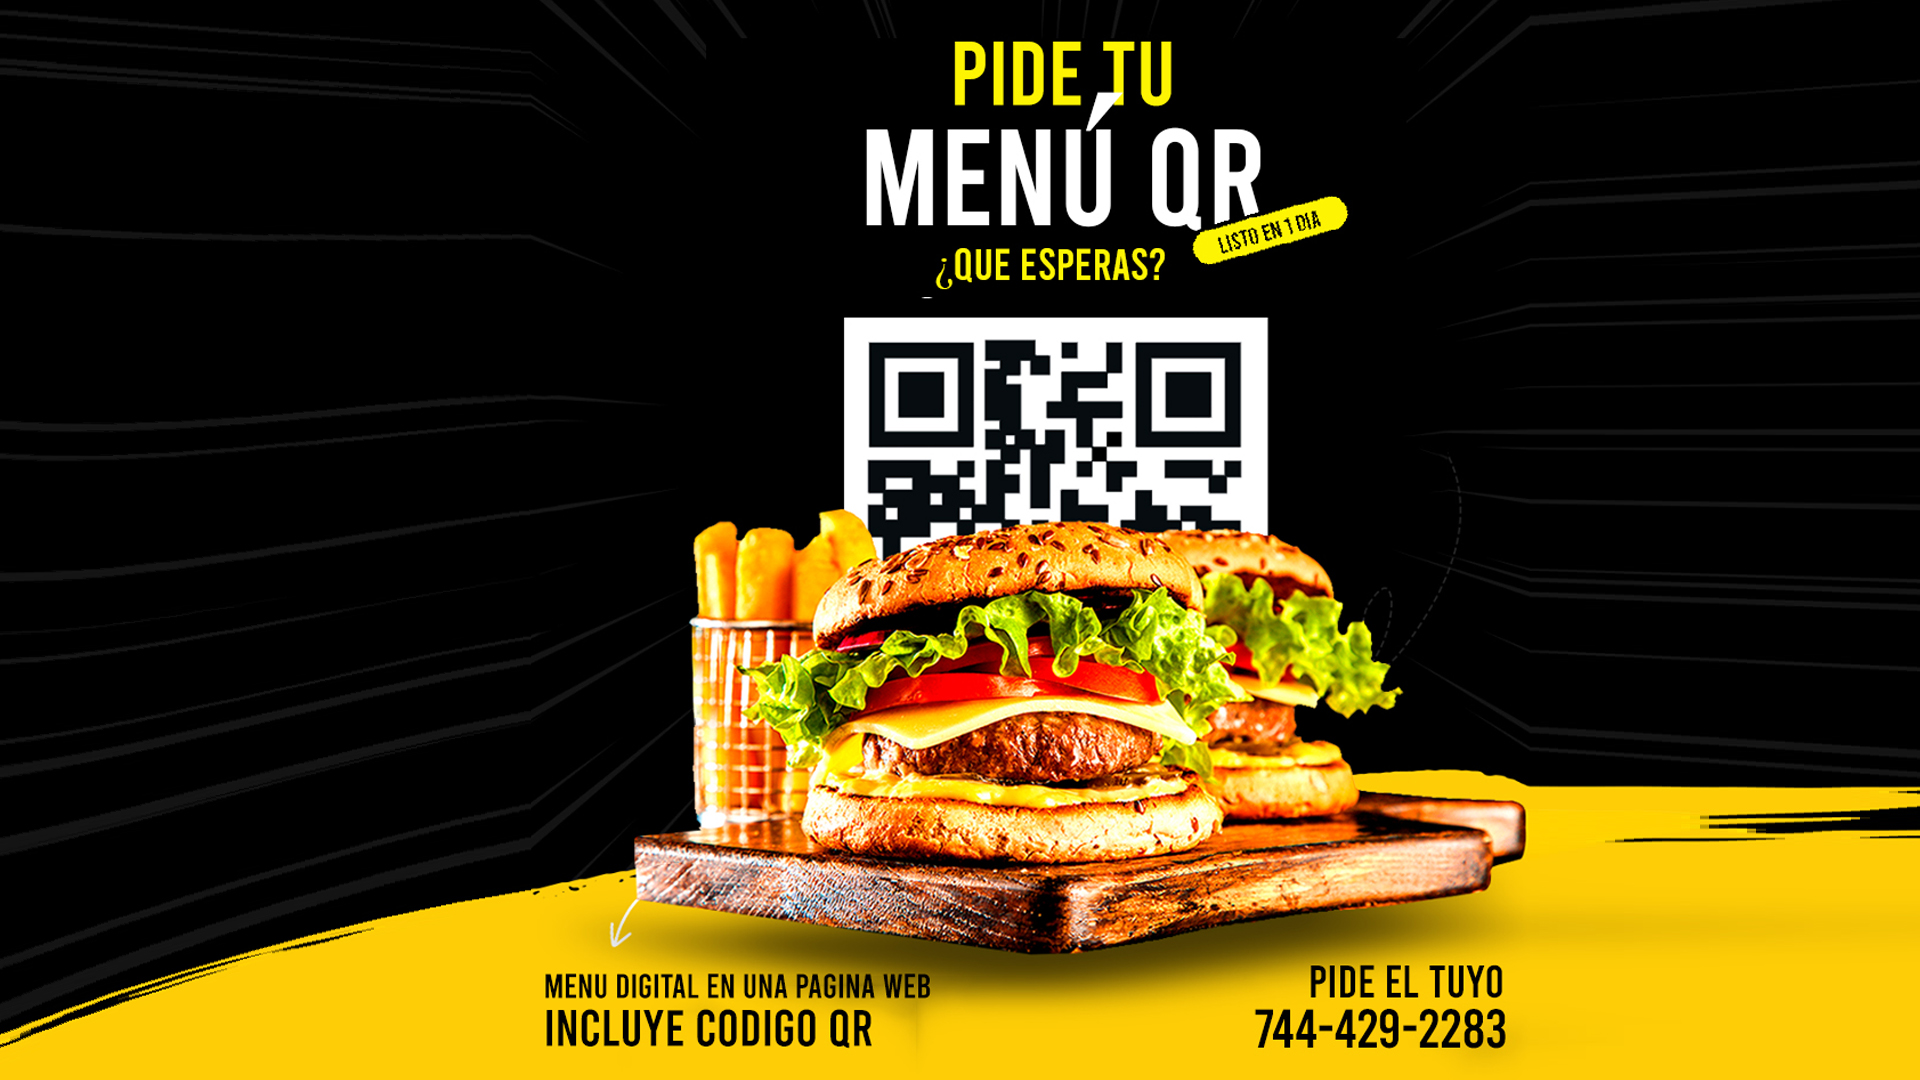 PIDE TU
MENÚ QR
LISTO EN 1 DIA
¿QUE ESPERAS?
MENU DIGITAL EN UNA PAGINA WEB
INCLUYE CODIGO QR
PIDE EL TUYO
744-429-2283